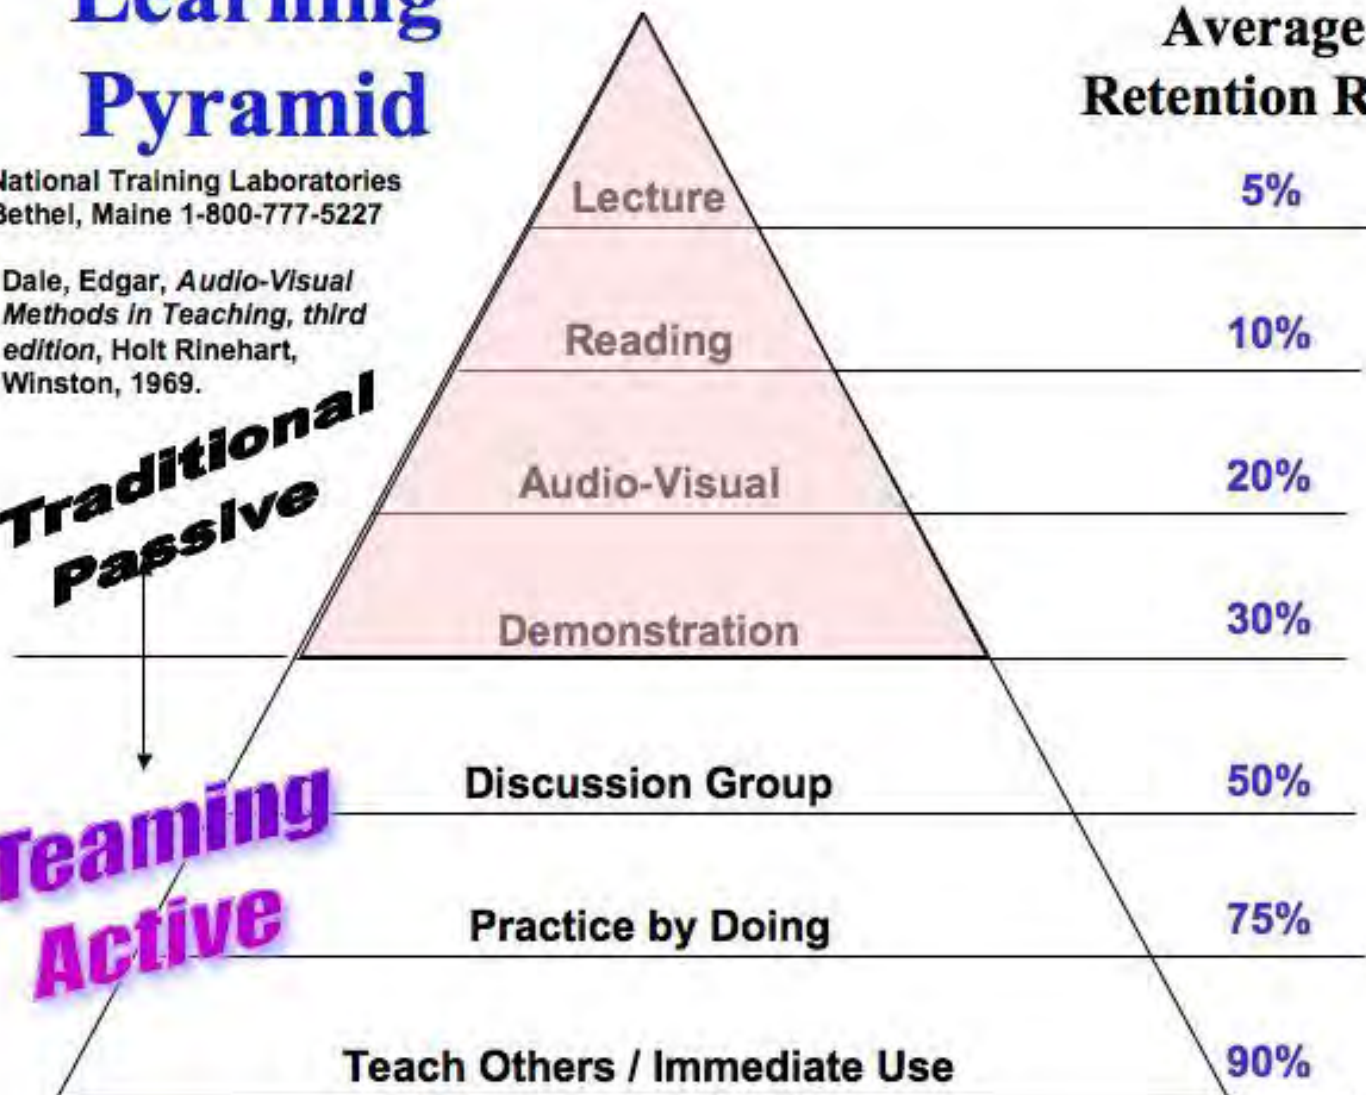 Learning
Pyramid
National Training Laboratories
Bethel, Maine 1-800-777-5227
Dale, Edgar, Audio-Visual
Methods in Teaching, third
edition, Holt Rinehart,
Winston, 1969.
Traditional
Passive
Teaming
Active
Average
Retention R
Lecture 5%
Reading 10%
Audio-Visual 20%
Demonstration 30%
Discussion Group 50%
Practice by Doing 75%
Teach Others / Immediate Use 90%